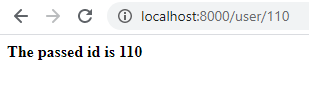 localhost:8000/user/110
The passed id is 110